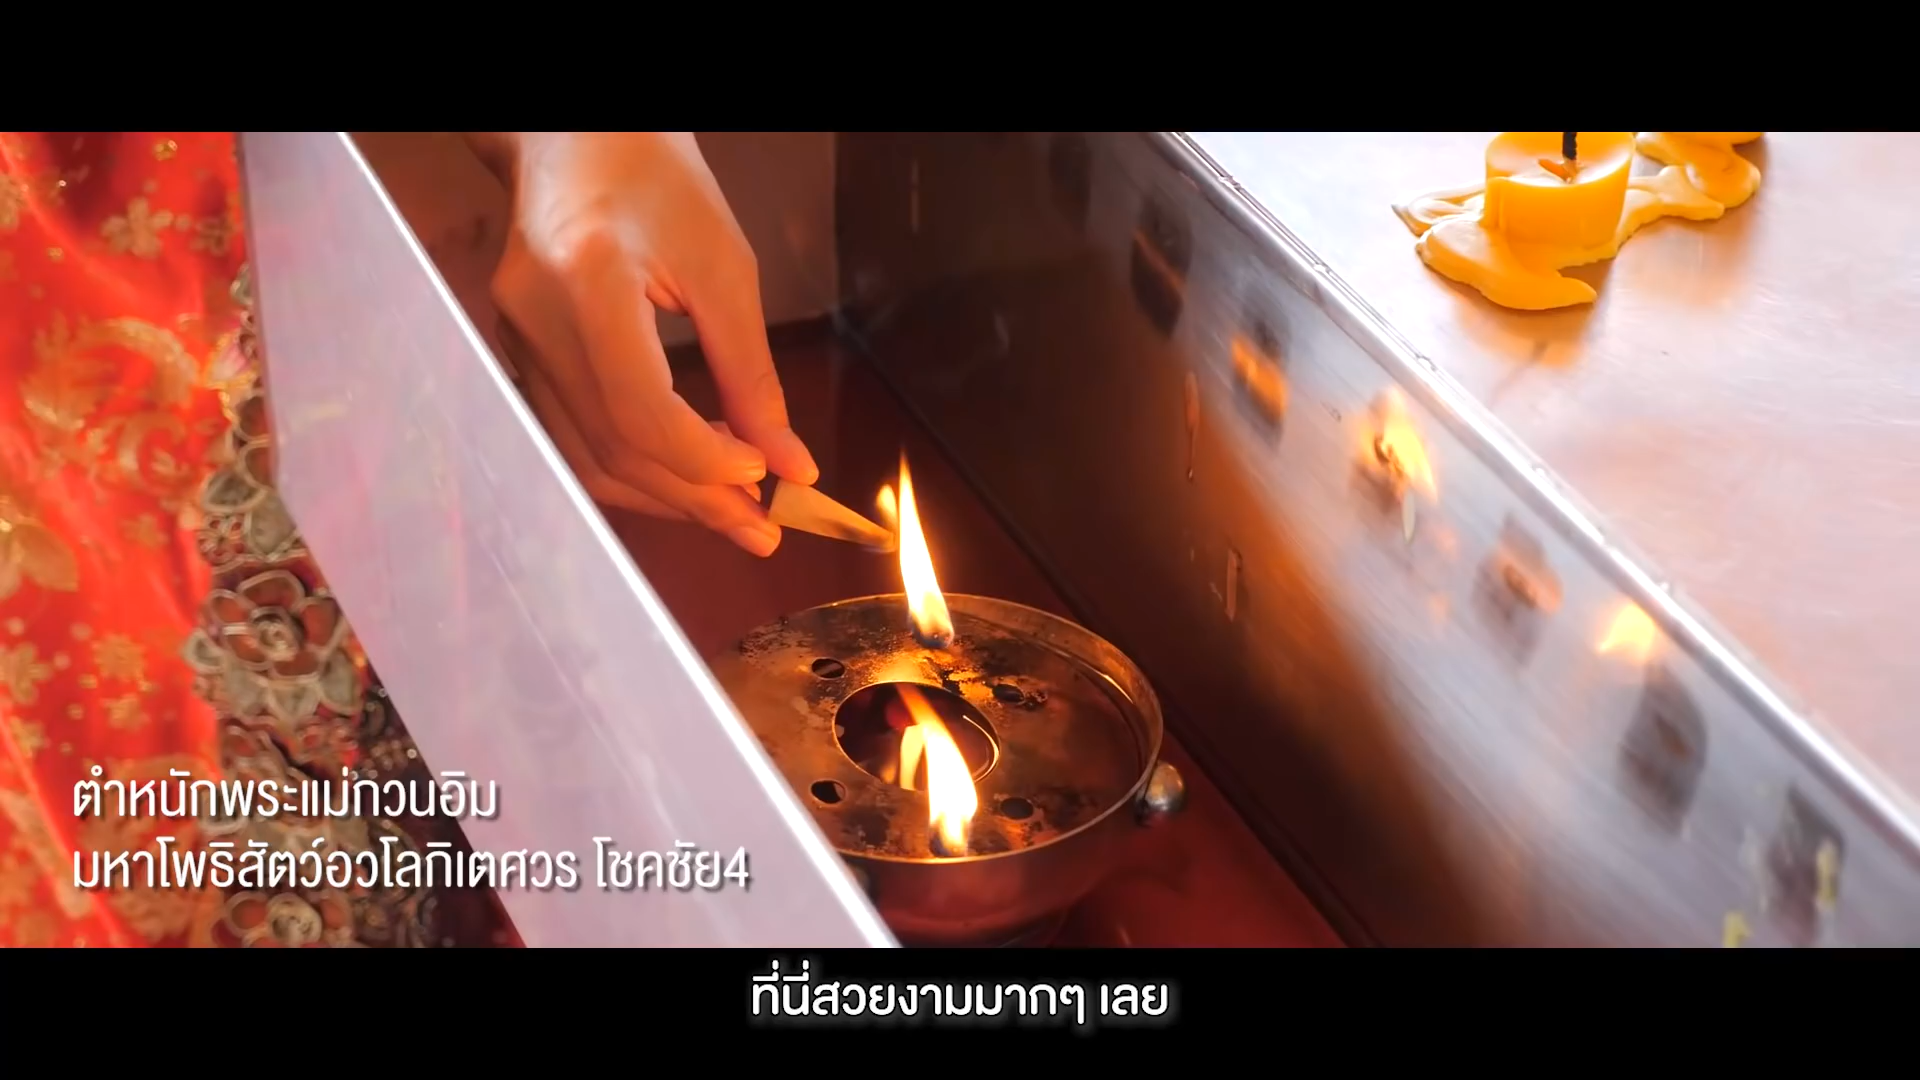 ตำหนักพระแม่กวนอิม
มหาโพธิสัตว์อวโลกิเตศวร โชคชัย4
ที่นี่สวยงามมากๆ เลย